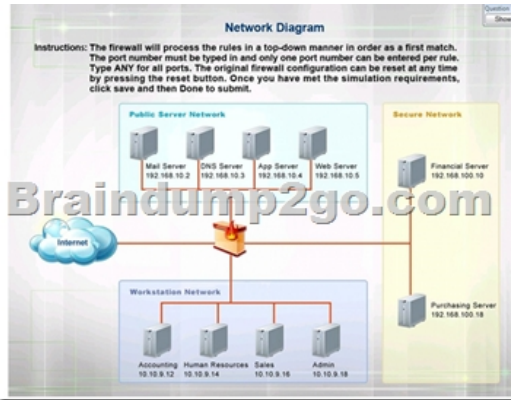 Question
Show
Network Diagram
Instructions: The firewall will process the rules in a top-down manner in order as a first match.
The port number must be typed in and only one port number can be entered per rule.
Type ANY for all ports. The original firewall configuration can be reset at any time
by pressing the reset button. Once you have met the simulation requirements,
click save and then Done to submit.
Public Server Network
Secure Network
Mail Server
192.168.10.2
DNS Server
192.168.10.3
App Server
192.168.10.4
Web Server
192.168.10.5
Financial Server
192.168.100.10
Braindump2go.com
Internet
Workstation Network
Purchasing Server
192.168.100.18
Accounting
10.10.9.12
Human Resources
10.10.9.14
Sales
10.10.9.16
Admin
10.10.9.18